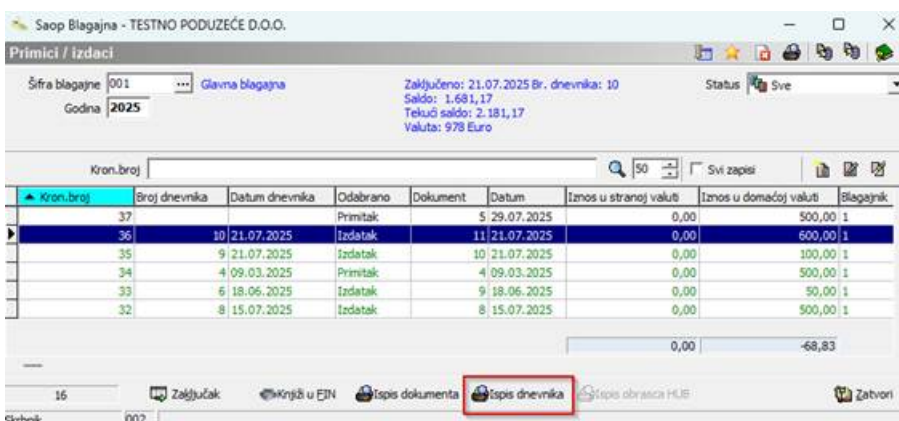 Saop Blagajna - TESTNO PODUZEĆE D.O.O.
Primici / izdaci
Šifra blagajne 001 ... Glavna blagajna
Godina 2025
Zaključeno: 21.07.2025 Br. dnevnika: 10
Saldo: 1.681,17
Tekući saldo: 2.181,17
Valuta: 978 Euro
Status Sve
Kron.broj 50 Svi zapisi
Kron.broj Broj dnevnika Datum dnevnika Odabrano Dokument Datum Iznos u stranoj valuti Iznos u domaćoj valuti Blagajnik
37 Primitak 5 29.07.2025 0,00 500,00 1
36 10 21.07.2025 Izdatak 11 21.07.2025 0,00 600,00 1
35 9 21.07.2025 Izdatak 10 21.07.2025 0,00 100,00 1
34 4 09.03.2025 Primitak 4 09.03.2025 0,00 500,00 1
33 6 18.06.2025 Izdatak 9 18.06.2025 0,00 50,00 1
32 8 15.07.2025 Izdatak 8 15.07.2025 0,00 500,00 1
0,00 -68,83
16 Zaključak Knjiži u FIN Ispis dokumenta Ispis dnevnika Ispis obrasca HUB Zatvori
Skrbnik 002